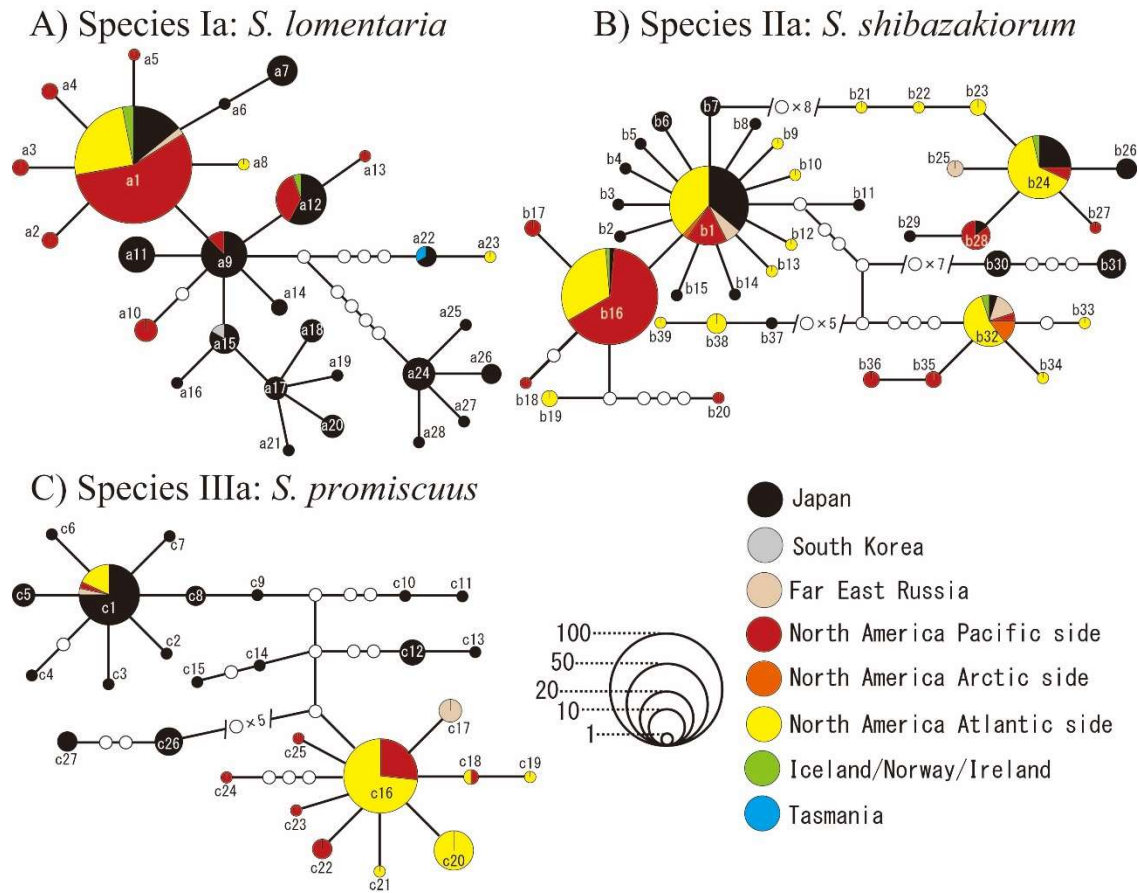 A) Species Ia: S. lomentaria
a5
a4
a7
a6
a3
a1
a8
a13
a12
a2
a11
a9
a22
a23
a10
a14
a15
a18
a25
a16
a17
a19
a24
a26
a20
a27
a21
a28
B) Species IIa: S. shibazakiorum
b7
×8
b21
b22
b23
b6
b8
b5
b9
b4
b10
b25
b24
b26
b3
b11
b1
b2
b12
b17
b13
b29
b28
b27
b15
b14
×7
b30
b31
b16
b39
b38
b37
×5
b32
b33
b36
b35
b34
b18
b19
b20
C) Species IIIa: S. promiscuus
c6
c7
c5
c1
c8
c9
c10
c11
c4
c3
c2
c15
c14
c12
c13
c27
c26
×5
c17
c25
c16
c18
c19
c24
c23
c22
c21
c20
100
50
20
10
1
Japan
South Korea
Far East Russia
North America Pacific side
North America Arctic side
North America Atlantic side
Iceland/Norway/Ireland
Tasmania